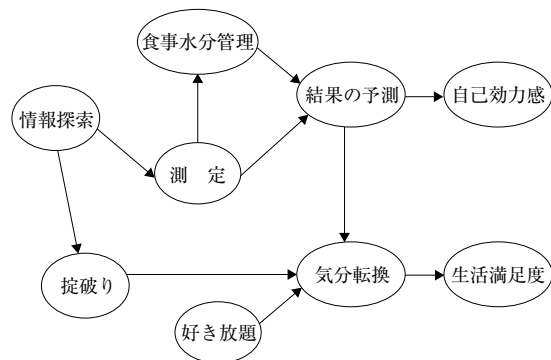 食事水分管理
結果の予測
自己効力感
情報探索
測　定
掟破り
気分転換
生活満足度
好き放題